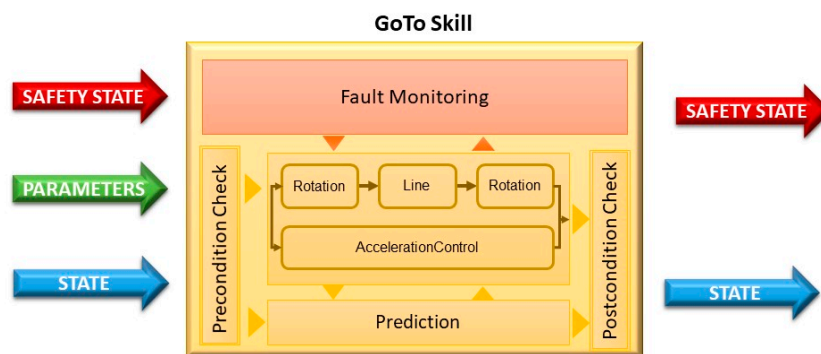 GoTo Skill
SAFETY STATE
Fault Monitoring
SAFETY STATE
PARAMETERS
Precondition Check
Rotation
Line
Rotation
AccelerationControl
Postcondition Check
STATE
Prediction
STATE